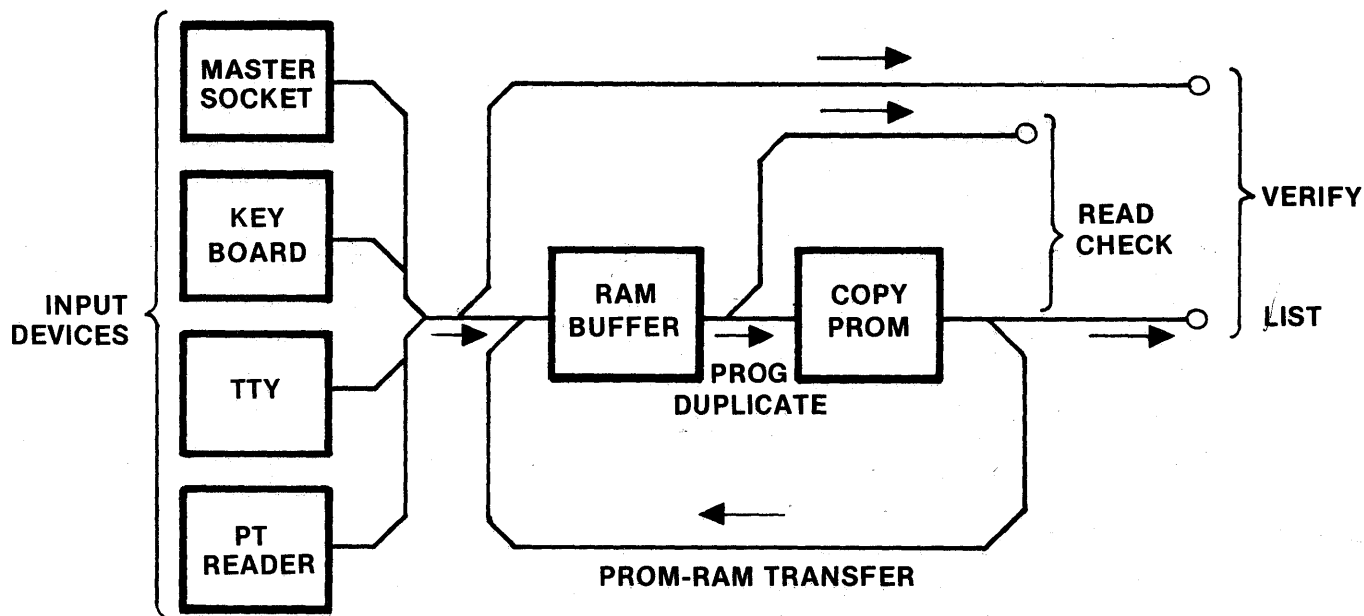 MASTER
SOCKET
KEY
BOARD
INPUT
DEVICES
TTY
PT
READER
RAM
BUFFER
PROG
DUPLICATE
COPY
PROM
READ
CHECK
VERIFY
LIST
PROM-RAM TRANSFER